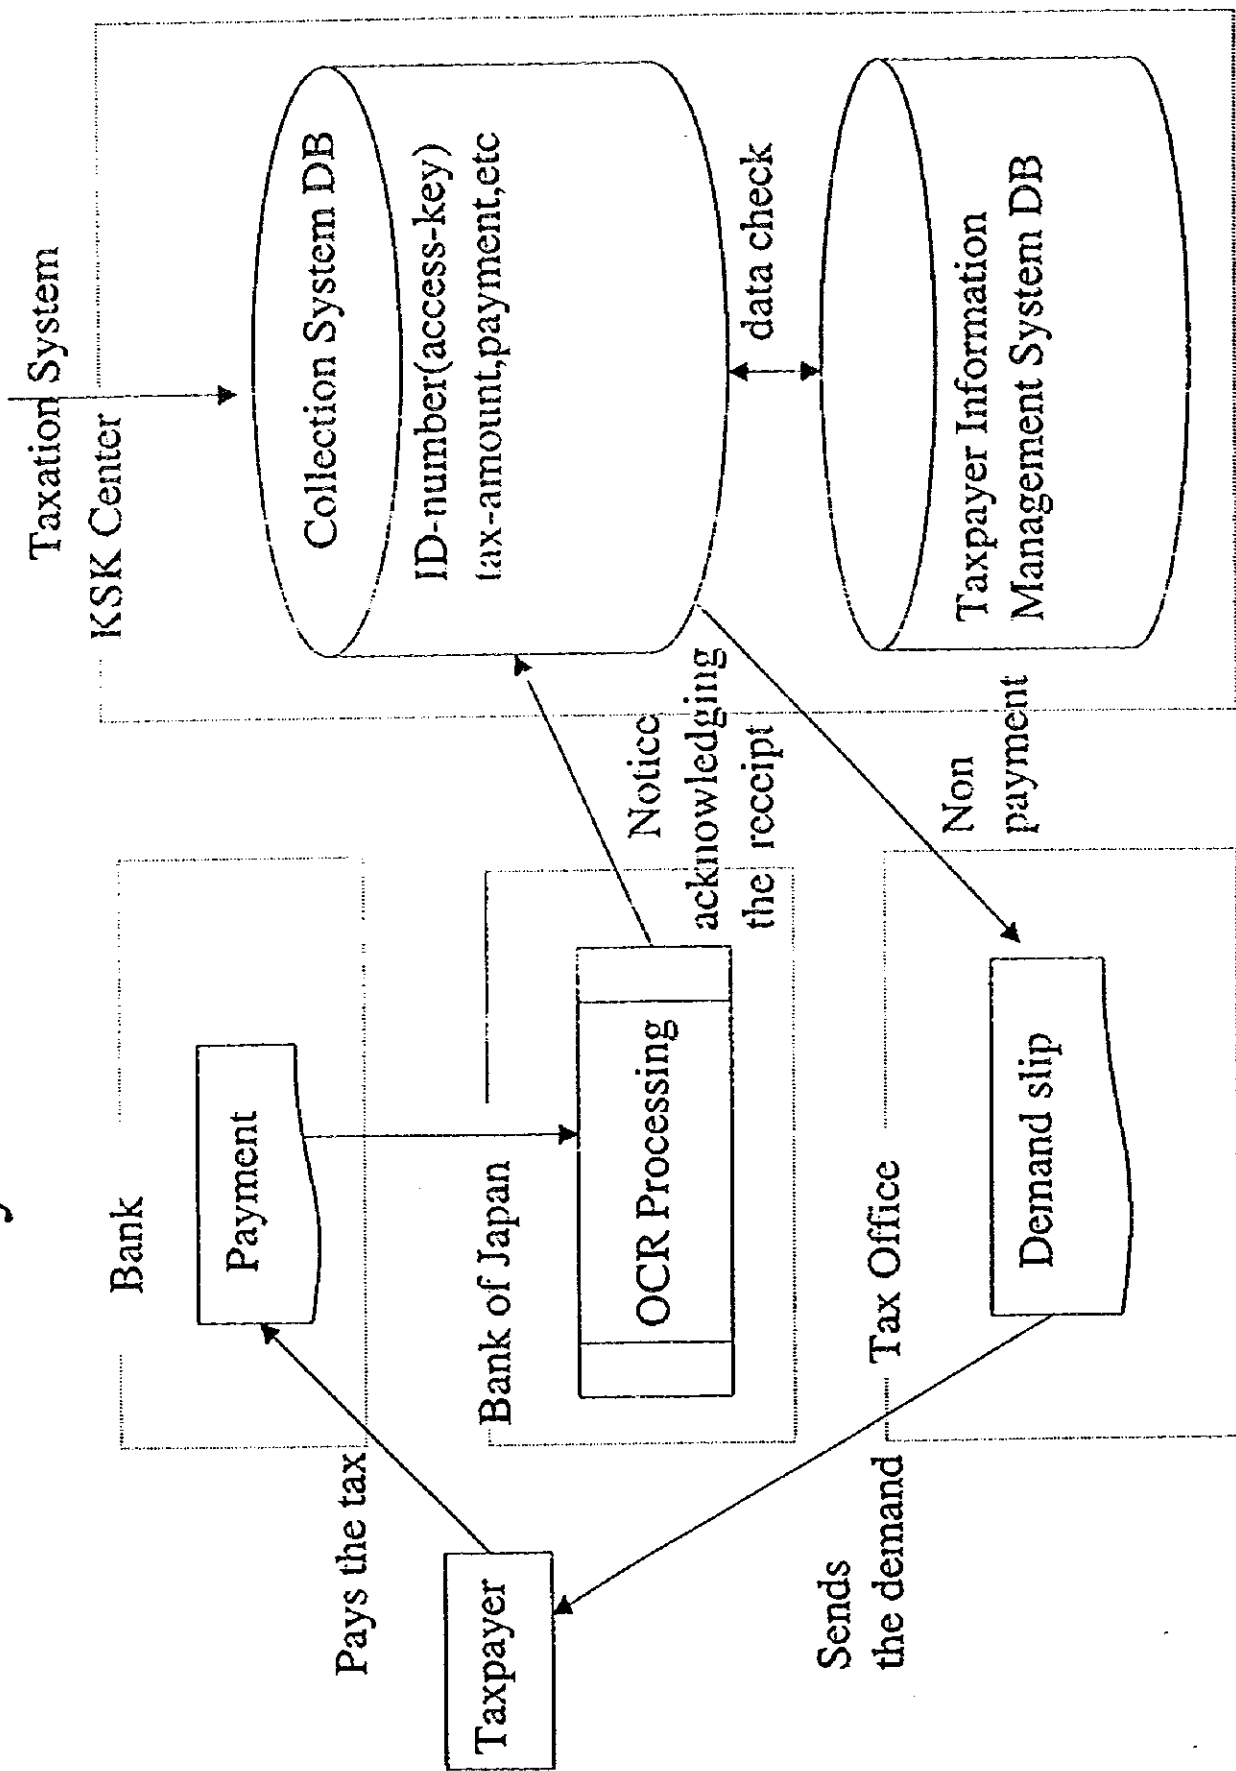 Taxation System
KSK Center
Bank
Payment
Collection System DB
ID-number(access-key)
tax-amount,payment,etc
Pays the tax
Bank of Japan
OCR Processing
Notice
acknowledging
the receipt
Taxpayer
data check
Sends
the demand
Tax Office
Demand slip
Non
payment
Taxpayer Information
Management System DB